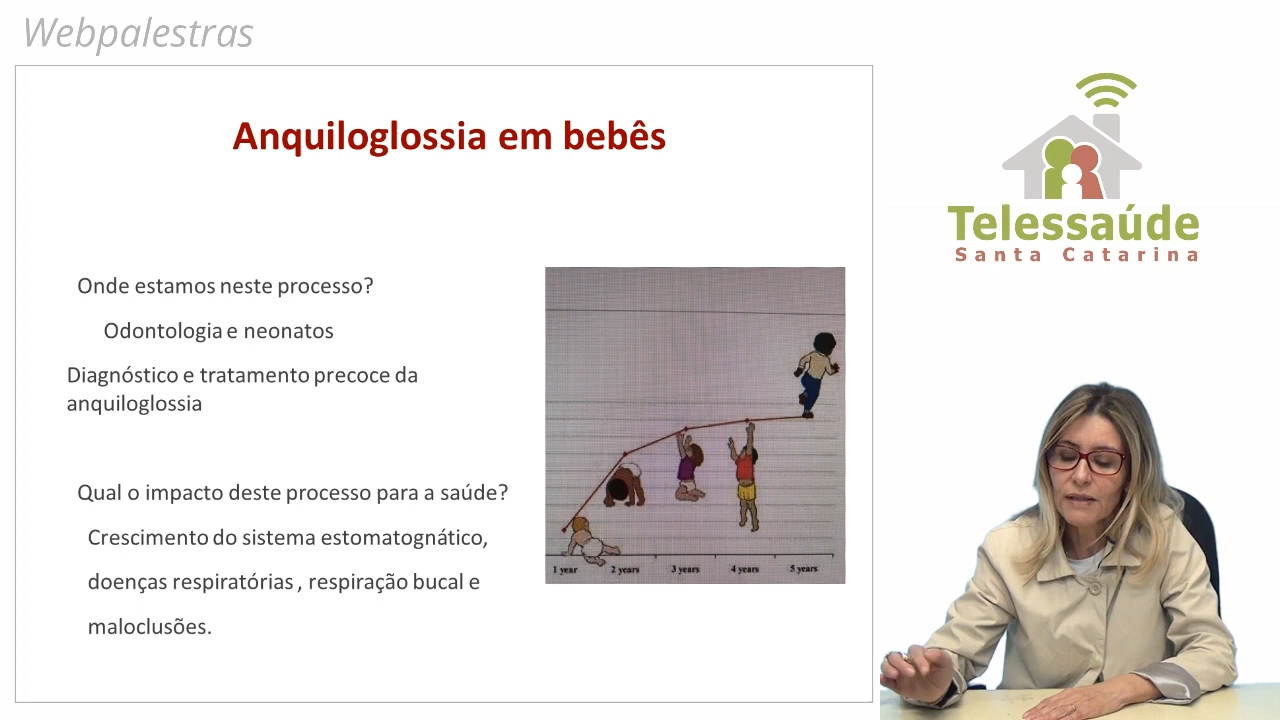 Webpalestras
Anquiloglossia em bebês
Onde estamos neste processo?
Odontologia e neonatos
Diagnóstico e tratamento precoce da
anquiloglossia
Qual o impacto deste processo para a saúde?
Crescimento do sistema estomatognático,
doenças respiratórias , respiração bucal e
maloclusões.
1 year 2 years 3 years 4 years 5 years
Telessaúde
Santa Catarina